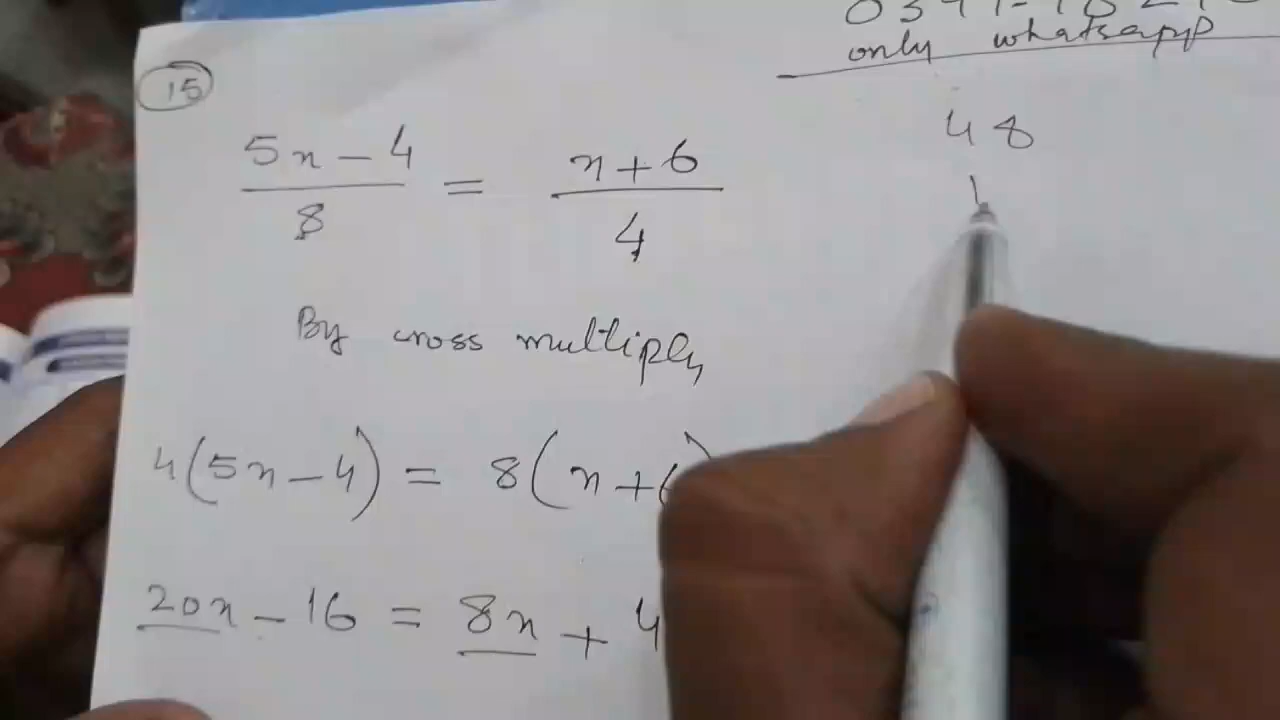 only whatsapp
15
5x - 4 / 8 = x + 6 / 4
48
1
By cross multiply
4(5x - 4) = 8(x + 6)
20x - 16 = 8x + 4